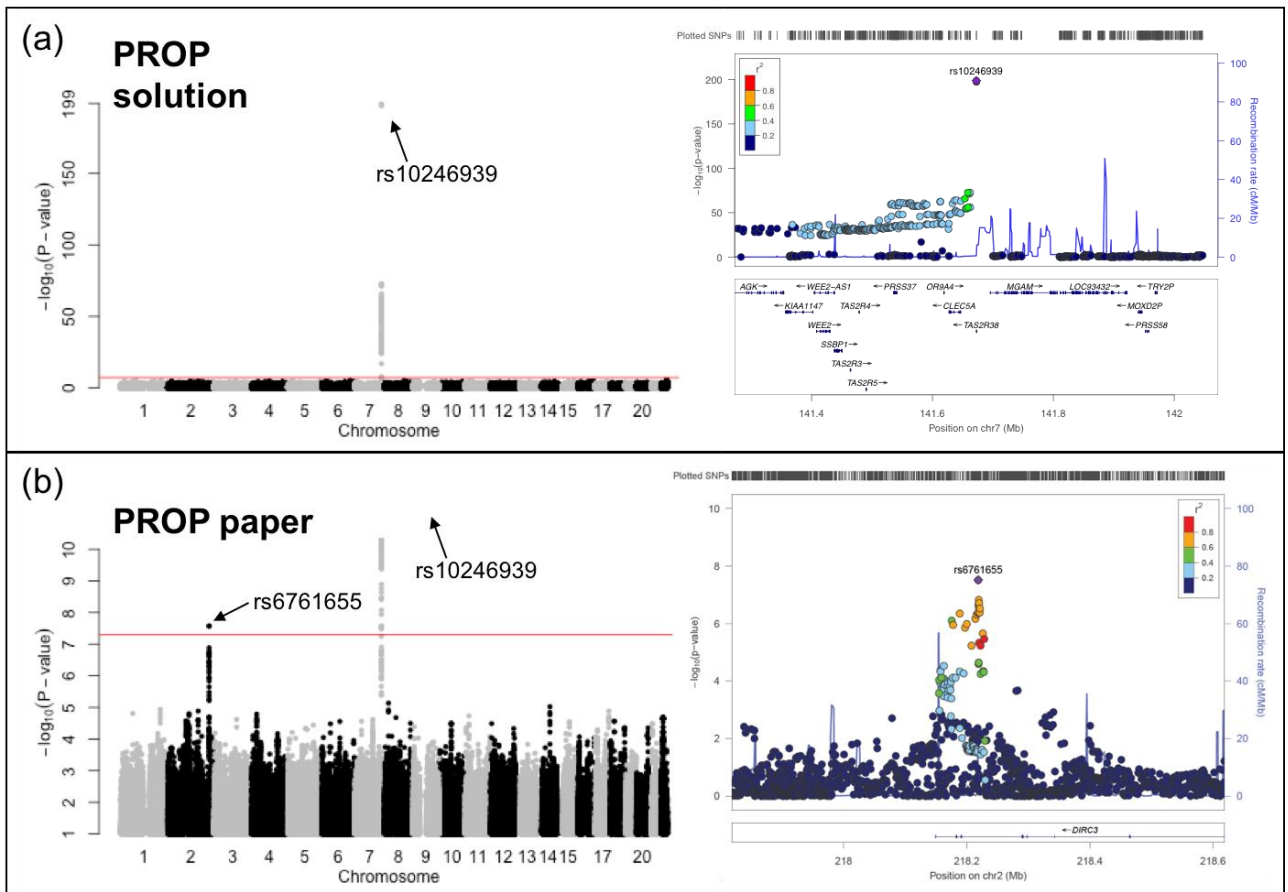 (a)
PROP
solution
−log₁₀(P − value)
199
150
100
50
0
rs10246939
1 2 3 4 5 6 7 8 9 10 11 12 13 14 15 17 20
Chromosome
Plotted SNPs
rs10246939
r²
0.8
0.6
0.4
0.2
−log₁₀(p−value)
200
150
100
50
0
Recombination rate (cM/Mb)
100
80
60
40
20
0
AGK→ ←WEE2−AS1 ←PRSS37 OR9A4→ MGAM→ LOC93432→ ←TRY2P
←KIAA1147 TAS2R4→ ←CLEC5A ←MOXD2P
WEE2→ ←TAS2R38 ←PRSS58
SSBP1→
TAS2R3→
TAS2R5→
141.4 141.6 141.8 142
Position on chr7 (Mb)
(b)
PROP paper
−log₁₀(P − value)
10
9
8
7
6
5
4
3
2
1
rs6761655
rs10246939
1 2 3 4 5 6 7 8 9 10 11 12 13 14 15 17 20
Chromosome
Plotted SNPs
rs6761655
r²
0.8
0.6
0.4
0.2
−log₁₀(p−value)
10
8
6
4
2
0
Recombination rate (cM/Mb)
100
80
60
40
20
0
←DIRC3
218 218.2 218.4 218.6
Position on chr2 (Mb)